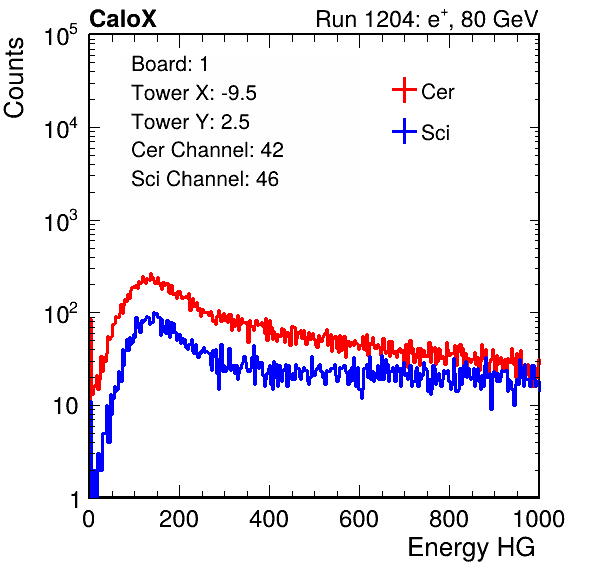 CaloX Run 1204: e⁺, 80 GeV
Counts
10⁵
10⁴
10³
10²
10
1
Board: 1
Tower X: -9.5
Tower Y: 2.5
Cer Channel: 42
Sci Channel: 46
Cer
Sci
0 200 400 600 800 1000
Energy HG